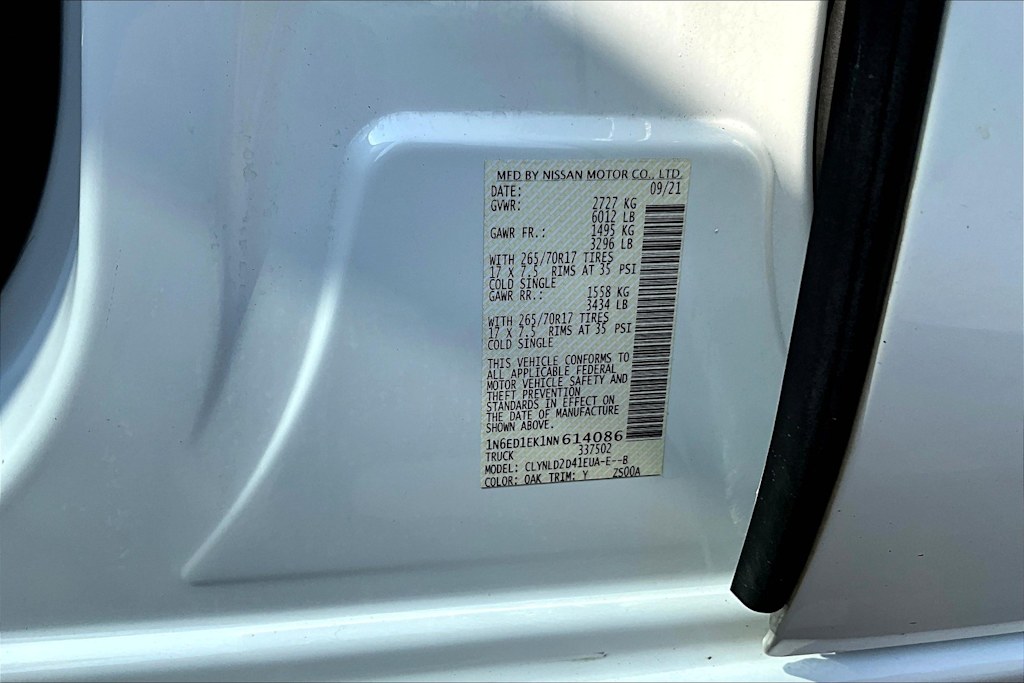 MFD BY NISSAN MOTOR CO., LTD.
DATE: 09/21
GVWR: 2727 KG
6012 LB
GAWR FR.: 1495 KG
3296 LB
WITH 265/70R17 TIRES
17 X 7.5 RIMS AT 35 PSI
COLD SINGLE
GAWR RR.: 1558 KG
3434 LB
WITH 265/70R17 TIRES
17 X 7.5 RIMS AT 35 PSI
COLD SINGLE
THIS VEHICLE CONFORMS TO
ALL APPLICABLE FEDERAL
MOTOR VEHICLE SAFETY AND
THEFT PREVENTION
STANDARDS IN EFFECT ON
THE DATE OF MANUFACTURE
SHOWN ABOVE.
1N6ED1EK1NN614086
TRUCK 337502
MODEL: CLYNLD2D41EUA-E--B
COLOR: QAK TRIM: Y ZS00A